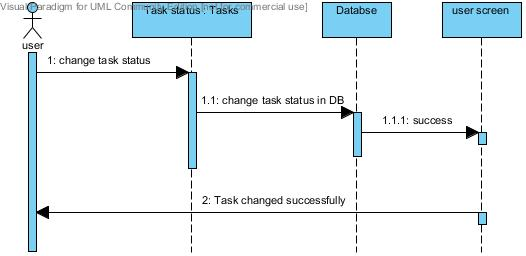 Visual Paradigm for UML Community Edition [not for commercial use]
Task status : Tasks
Databse
user screen
user
1: change task status
1.1: change task status in DB
1.1.1: success
2: Task changed successfully